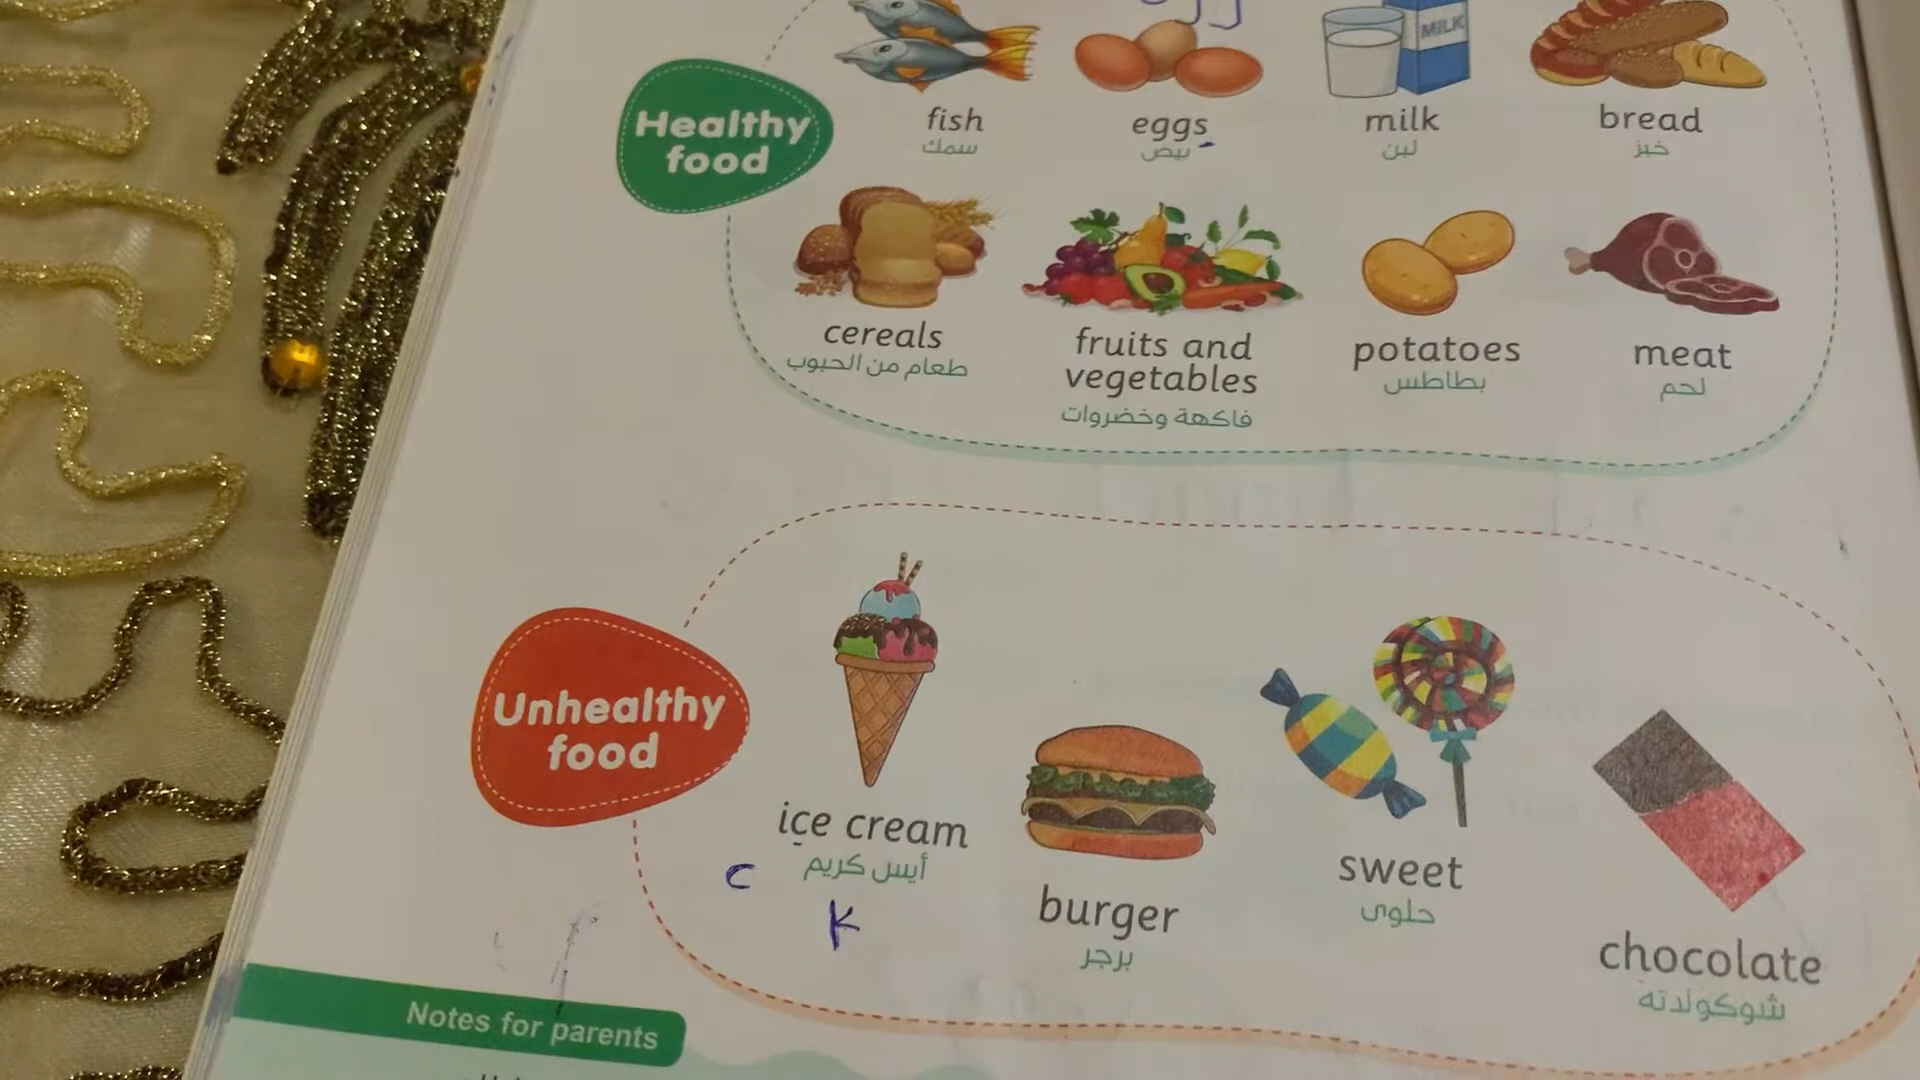 MILK
Healthy
food
fish
eggs
milk
bread
سمك
بيض
لبن
خبز
cereals
fruits and
vegetables
potatoes
meat
طعام من الحبوب
فاكهة وخضروات
بطاطس
لحم
Unhealthy
food
ice cream
burger
sweet
chocolate
أيس كريم
برجر
حلوى
شوكولاته
C
K
Notes for parents